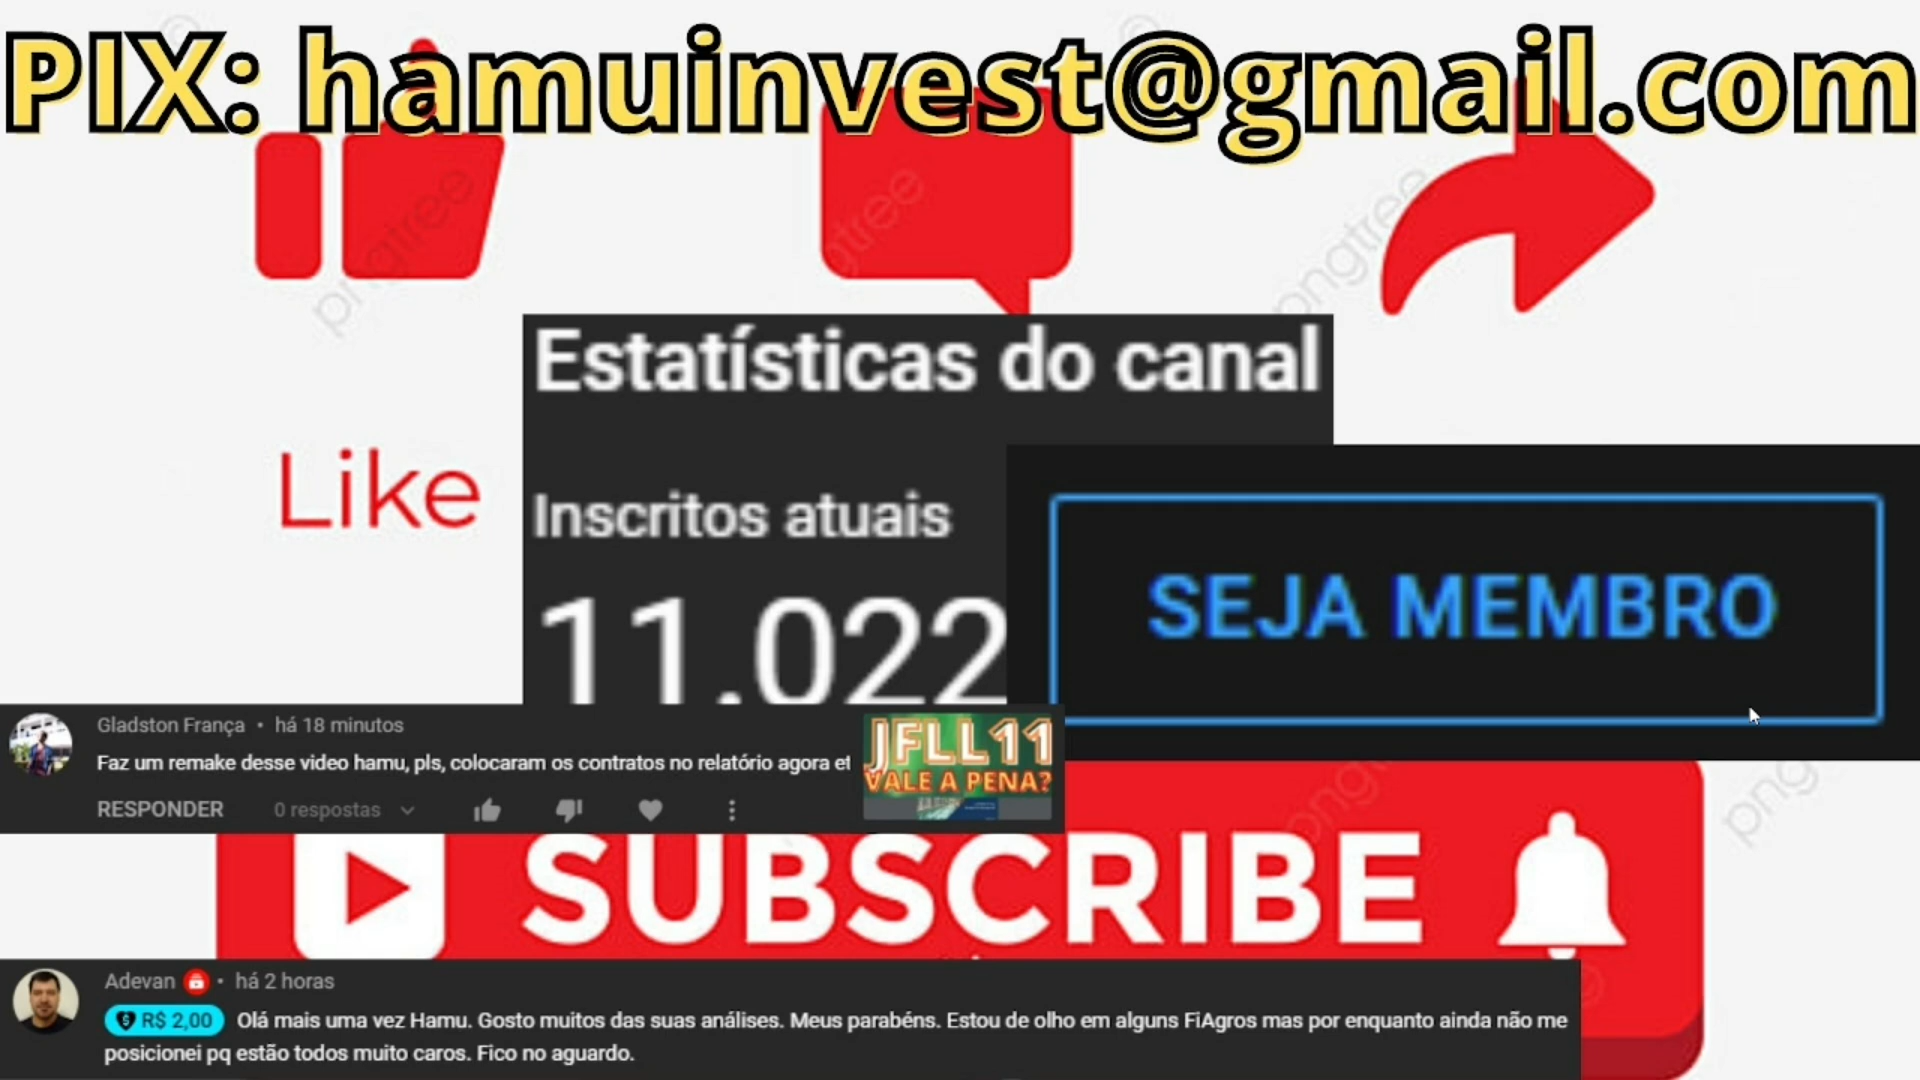 PIX: hamuinvest@gmail.com
pngtree
pngtree
pngtree
Estatísticas do canal
Like
Inscritos atuais
11.022
SEJA MEMBRO
Gladston França • há 18 minutos
Faz um remake desse video hamu, pls, colocaram os contratos no relatório agora et
RESPONDER 0 respostas
JFLL11
VALE A PENA?
SUBSCRIBE
Adevan • há 2 horas
R$ 2,00 Olá mais uma vez Hamu. Gosto muitos das suas análises. Meus parabéns. Estou de olho em alguns FiAgros mas por enquanto ainda não me
posicionei pq estão todos muito caros. Fico no aguardo.